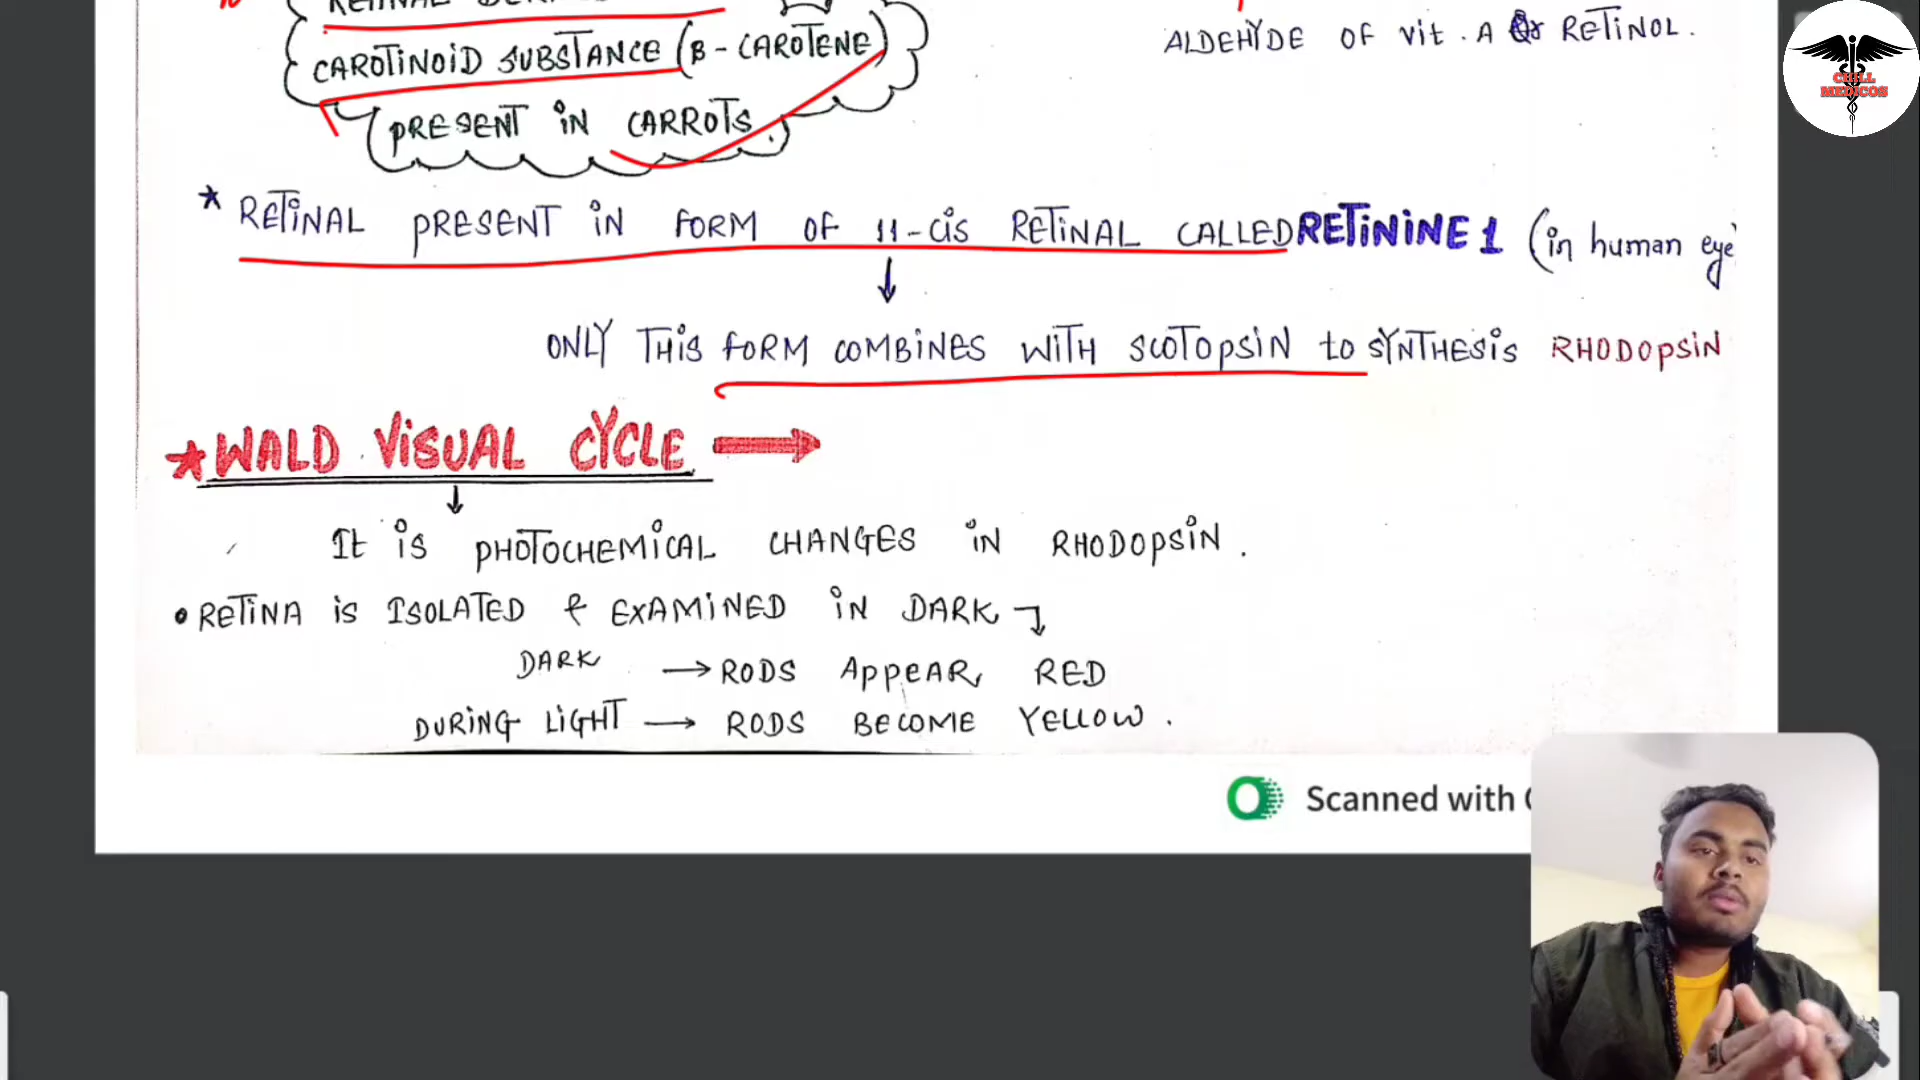 CAROTINOID SUBSTANCE (B - CAROTENE)
(PRESENT IN CARROTS.)
ALDEHYDE OF Vit . A Or RETINOL .
CHILL
MEDICOS
* RETINAL PRESENT IN FORM OF 11-Cis RETINAL CALLED RETININE 1 (in human eye
↓
ONLY THIS FORM COMBINES WITH SCOTOPSIN to SYNTHESIS RHODOPSIN
* WALD VISUAL CYCLE →
↓
It is PHOTOCHEMICAL CHANGES IN RHODOPSIN .
• RETINA is ISOLATED & EXAMINED IN DARK
DARK → RODS APPEAR RED
DURING LIGHT → RODS BECOME YELLOW .
Scanned with